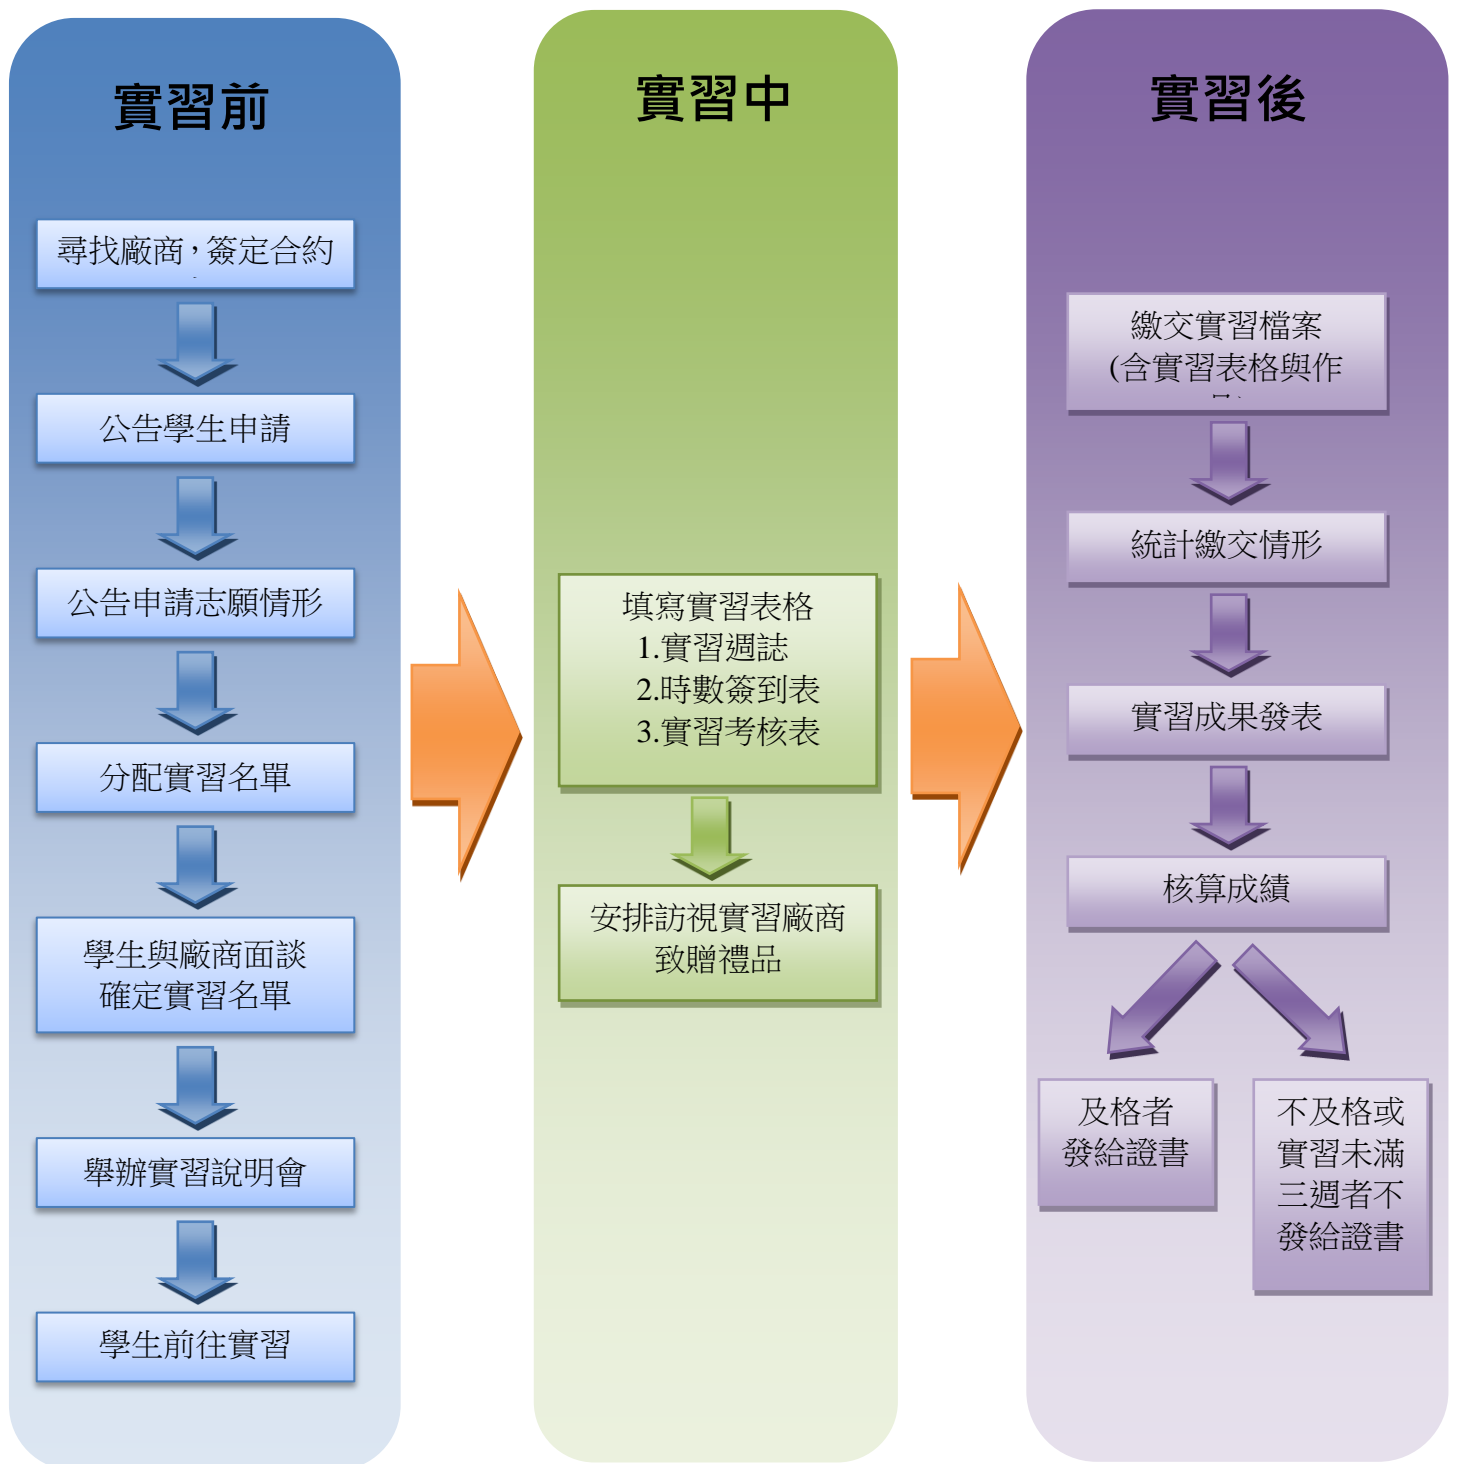 實習前
尋找廠商，簽定合約
公告學生申請
公告申請志願情形
分配實習名單
學生與廠商面談
確定實習名單
舉辦實習說明會
學生前往實習
實習中
填寫實習表格
1.實習週誌
2.時數簽到表
3.實習考核表
安排訪視實習廠商
致贈禮品
實習後
繳交實習檔案
(含實習表格與作
統計繳交情形
實習成果發表
核算成績
及格者
發給證書
不及格或
實習未滿
三週者不
發給證書